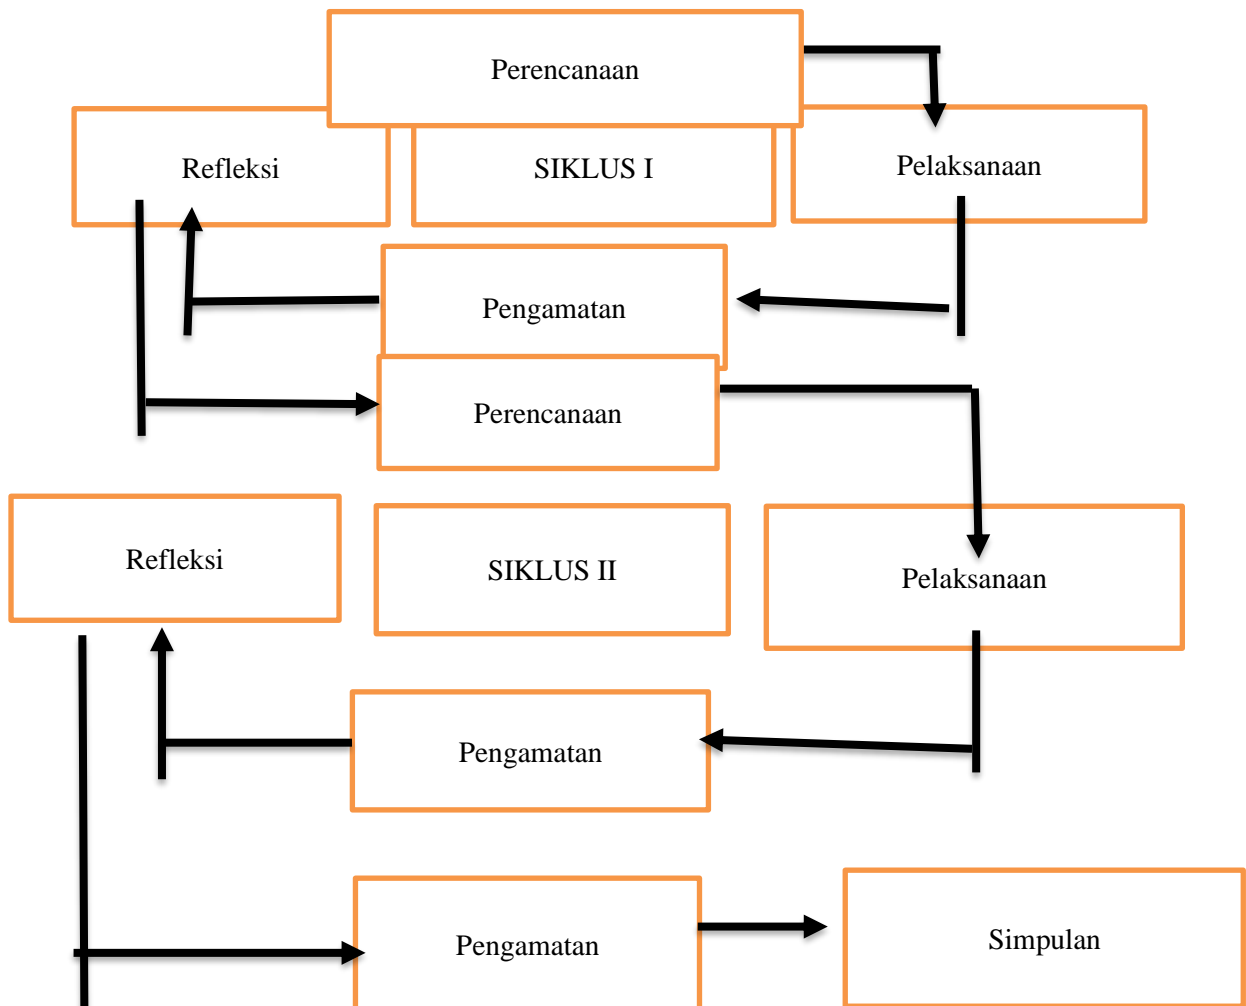 Perencanaan
Refleksi
SIKLUS I
Pelaksanaan
Pengamatan
Perencanaan
Refleksi
SIKLUS II
Pelaksanaan
Pengamatan
Pengamatan
Simpulan